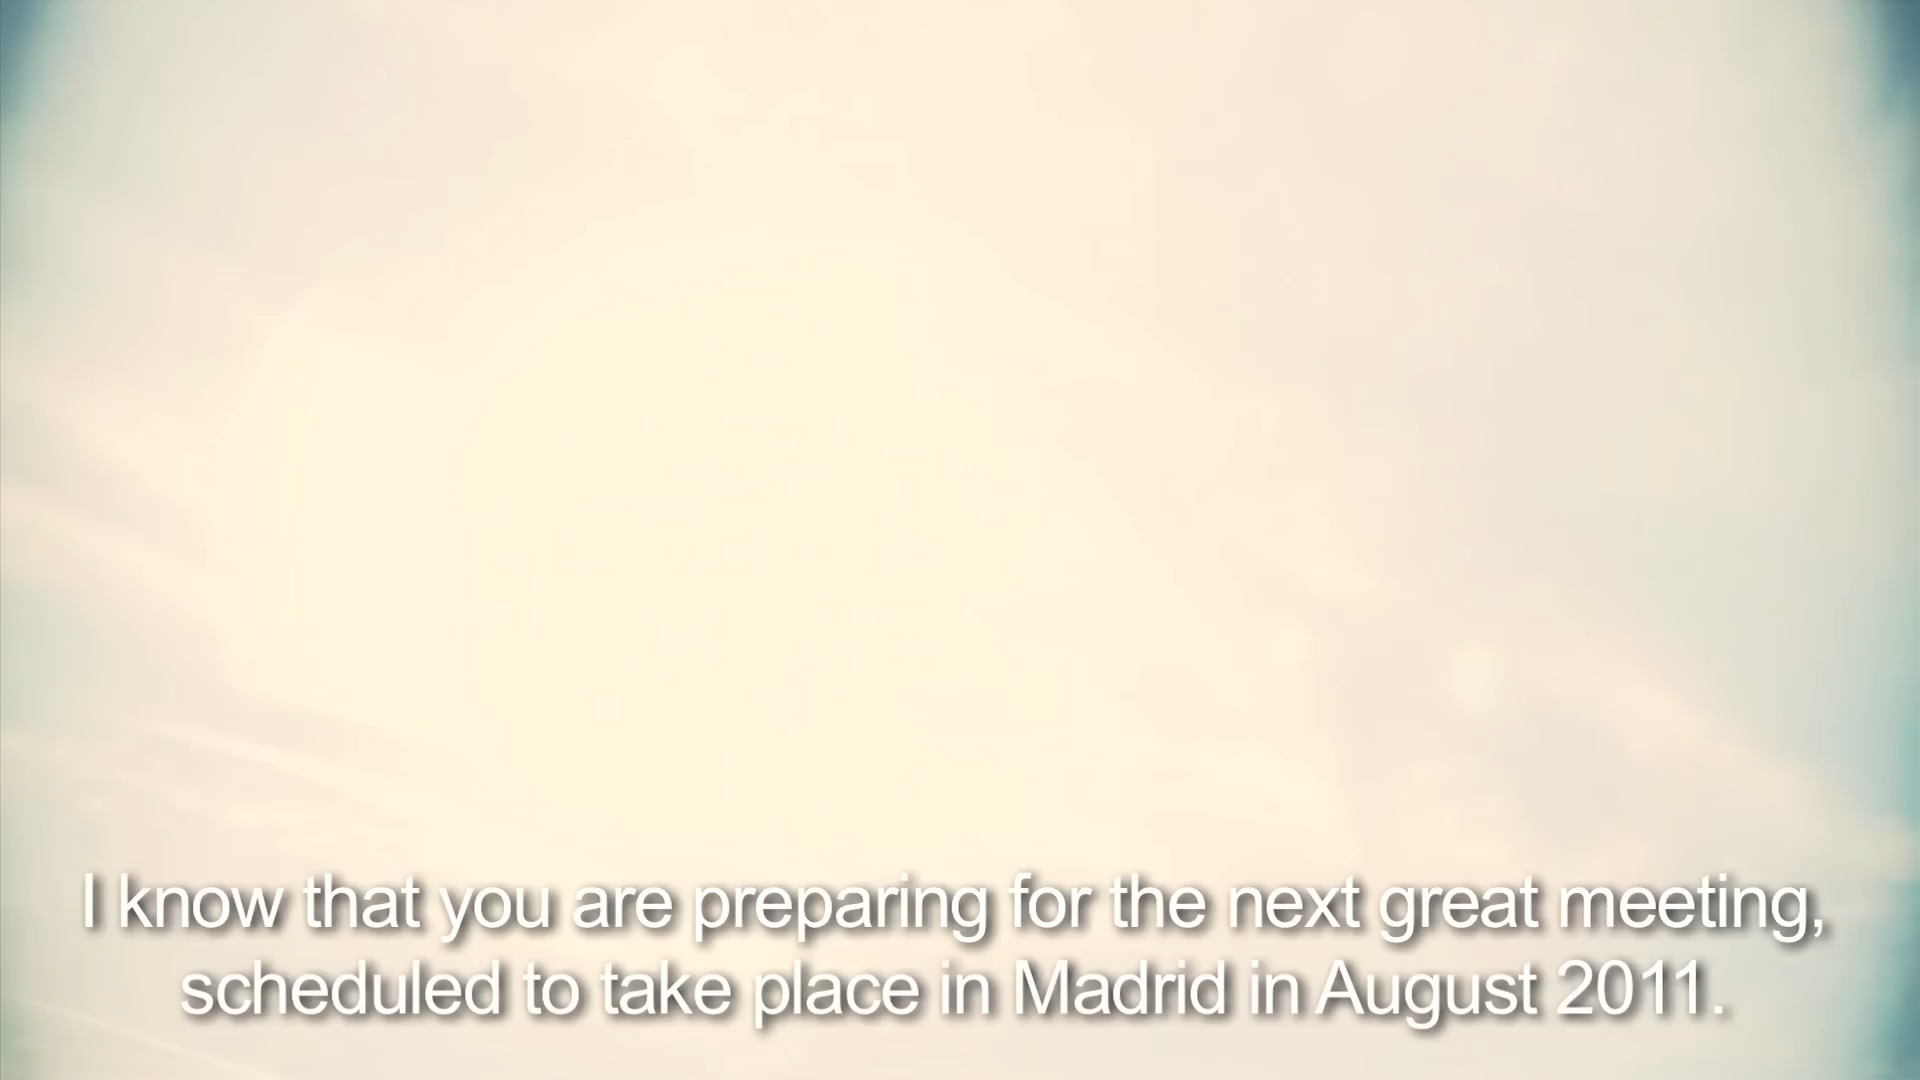 I know that you are preparing for the next great meeting,
scheduled to take place in Madrid in August 2011.